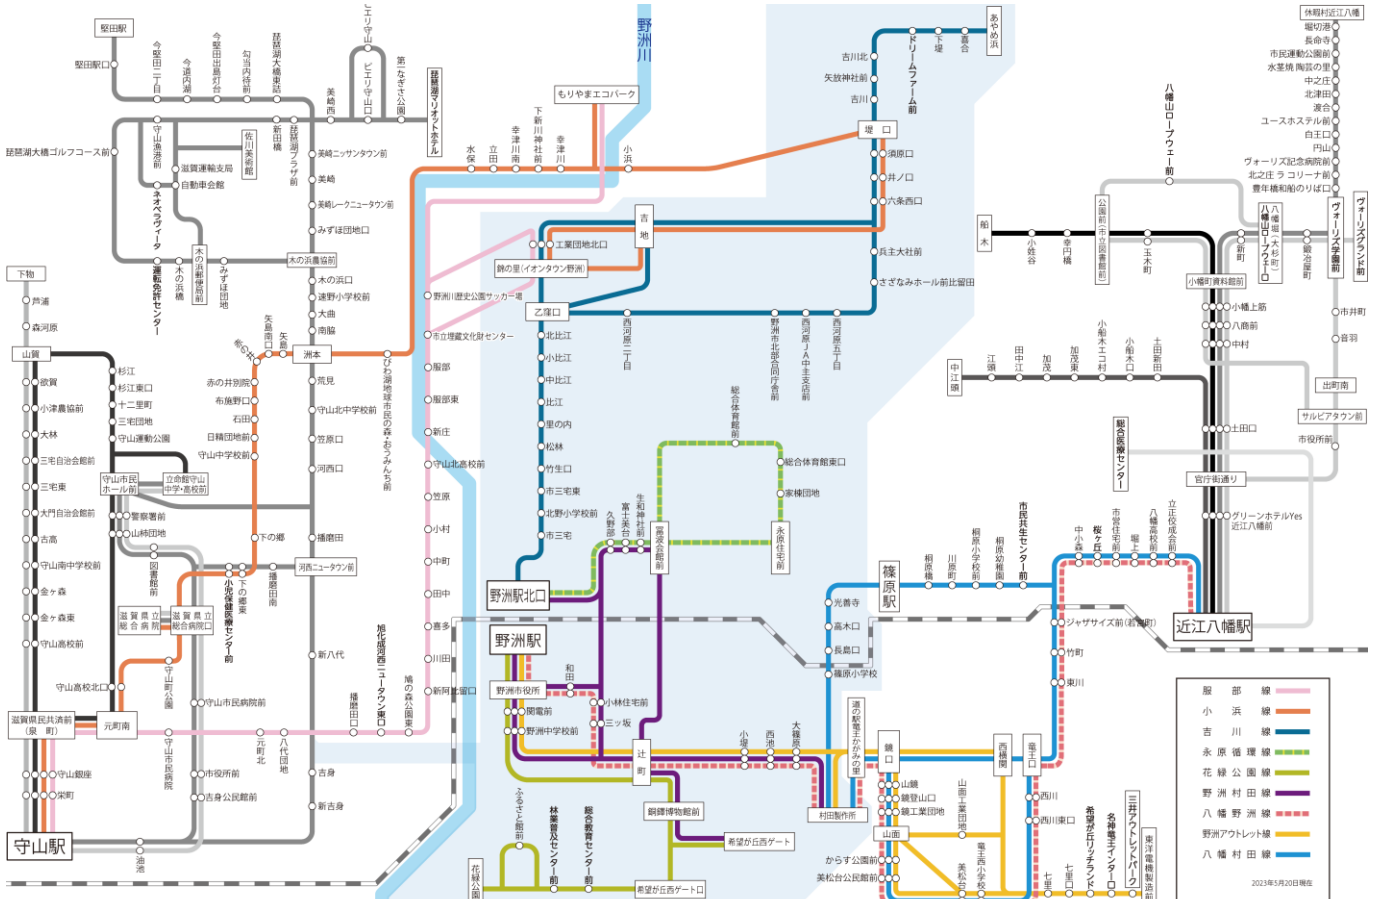 堅田駅
堅田駅口
今堅田二丁目
今道内湖
今堅田出島灯台
勾当内侍前
琵琶湖大橋東詰
ピエリ守山
美崎西
ピエリ守山口
第一なぎさ公園
琵琶湖マリオットホテル
守山漁港前
佐川美術館
新田橋
琵琶湖プラザ前
琵琶湖大橋ゴルフコース前
滋賀運輸支局
自動車会館
ネオベラヴィータ
美崎ニッサンタウン前
美崎
美崎レークニュータウン前
みずほ団地口
木の浜農協前
運転免許センター
木の浜橋
木の浜郵便局前
みずほ団地
木の浜口
速野小学校前
大曲
南脇
矢島南口
矢島
洲本
荒見
守山北中学校前
笠原口
河西口
播磨田
河西ニュータウン前
新八代
吉身
新吉身
下物
芦浦
森河原
山賀
欲賀
小津農協前
大林
三宅自治会館前
三宅東
大門自治会館前
古高
守山南中学校前
金ヶ森
金ヶ森東
守山高校前
杉江
杉江東口
十二里町
三宅団地
守山運動公園
守山市民
ホール前
立命館守山
中学・高校前
警察署前
山柿団地
図書館前
赤の井別院
布施野口
石田
日精団地前
守山中学校前
下の郷
小児保健医療センター前
下の郷東
播磨田南
滋賀県立
総合病院
滋賀県立
総合病院口
守山高校北口
守山町公園
滋賀県民共済前
(泉 町)
元町南
守山市民病院前
守山市民病院
元町北
八代団地
播磨田口
旭化成河西ニュータウン東口
鳩の森公園東
守山銀座
栄町
市役所前
吉身公民館前
守山駅
油池
びわ湖地球市民の森・おうみんち前
水保
立田
幸津川南
下新川神社前
幸津川
もりやまエコパーク
小浜
野洲川
野洲川歴史公園サッカー場
市立埋蔵文化財センター
服部
服部東
新庄
守山北高校前
笠原
小村
中町
田中
喜多
川田
新阿比留口
工業団地北口
錦の里(イオンタウン野洲)
吉地
乙窪口
北比江
小比江
中比江
比江
里の内
松林
竹生口
市三宅東
北野小学校前
市三宅
野洲駅北口
西河原二丁目
野洲市北部合同庁舎前
西河原JA中主支店前
西河原五丁目
さざなみホール前比留田
兵主大社前
六条西口
井ノ口
須原口
堤口
吉川
矢放神社前
吉川北
ドリームファーム前
下堤
喜合
あやめ浜
総合体育館前
総合体育館東口
家棟団地
永原住宅前
久野部
富士美台
生和神社前
冨波会館前
野洲駅
野洲市役所
関電前
野洲中学校前
和田
小林住宅前
三ッ坂
辻町
小堤
西池
大篠原
村田製作所
道の駅竜王かがみの里
銅鐸博物館前
希望が丘西ゲート
希望が丘西ゲート口
花緑公園
ふるさと館前
林業普及センター前
総合教育センター前
篠原駅
光善寺
高木口
長島口
篠原小学校
桐原橋
川原町
桐原小学校前
桐原幼稚園
市民共生センター前
中小森
桜ヶ丘
市営住宅前
堀上
八幡高校前
立正佼成会前
近江八幡駅
ジャザサイズ前(若宮町)
竹町
東川
鏡口
西横関
竜王口
西川
西川東口
山鏡
鏡登山口
鏡工業団地
山面
山面工業団地
からす公園前
美松台公民館前
美松台
竜王西小学校
七里
七里口
希望が丘リッチランド
名神竜王インター口
三井アウトレットパーク
東洋電機製造前
船木
小姓谷
幸円橋
公園前(市立図書館前)
玉木町
八幡山ロープウェー前
新町
八幡山ロープウェー口
八幡堀(大杉町)
鍛冶屋町
ヴォーリズ学園前
ヴォーリズグランド前
小幡町資料館前
小幡上筋
八商前
中村
中江頭
江頭
田中江
加茂
加茂東
小船木エコ村
小船木口
土田新田
土田口
総合医療センター
官庁街通り
グリーンホテルYes
近江八幡前
市井町
音羽
出町南
サルビアタウン前
市役所前
休暇村近江八幡
堀切港
長命寺
市民運動公園前
水茎焼 陶芸の里
中之庄
北津田
渡合
ユースホステル前
白王口
円山
ヴォーリズ記念病院前
北之庄 ラ コリーナ前
豊年橋和船のりば口
服部線
小浜線
吉川線
永原循環線
花緑公園線
野洲村田線
八幡野洲線
野洲アウトレット線
八幡村田線
2023年5月20日現在